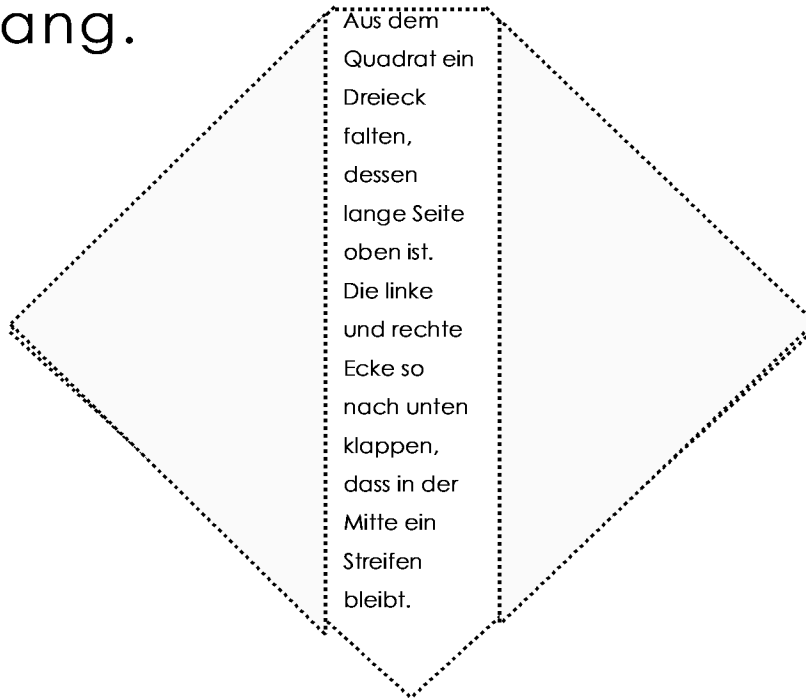 ang.
Aus dem
Quadrat ein
Dreieck
falten,
dessen
lange Seite
oben ist.
Die linke
und rechte
Ecke so
nach unten
klappen,
dass in der
Mitte ein
Streifen
bleibt.